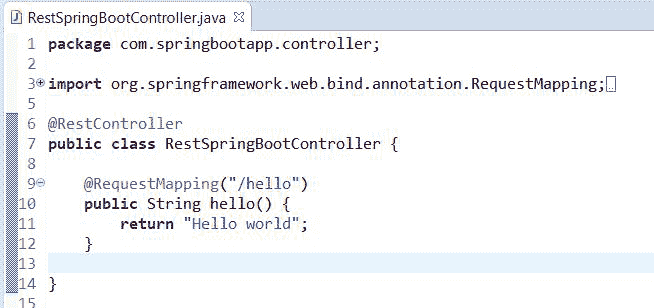 RestSpringBootController.java
1 package com.springbootapp.controller;
2
3 import org.springframework.web.bind.annotation.RequestMapping;
5
6 @RestController
7 public class RestSpringBootController {
8
9 @RequestMapping("/hello")
10 public String hello() {
11 return "Hello world";
12 }
13
14 }
15